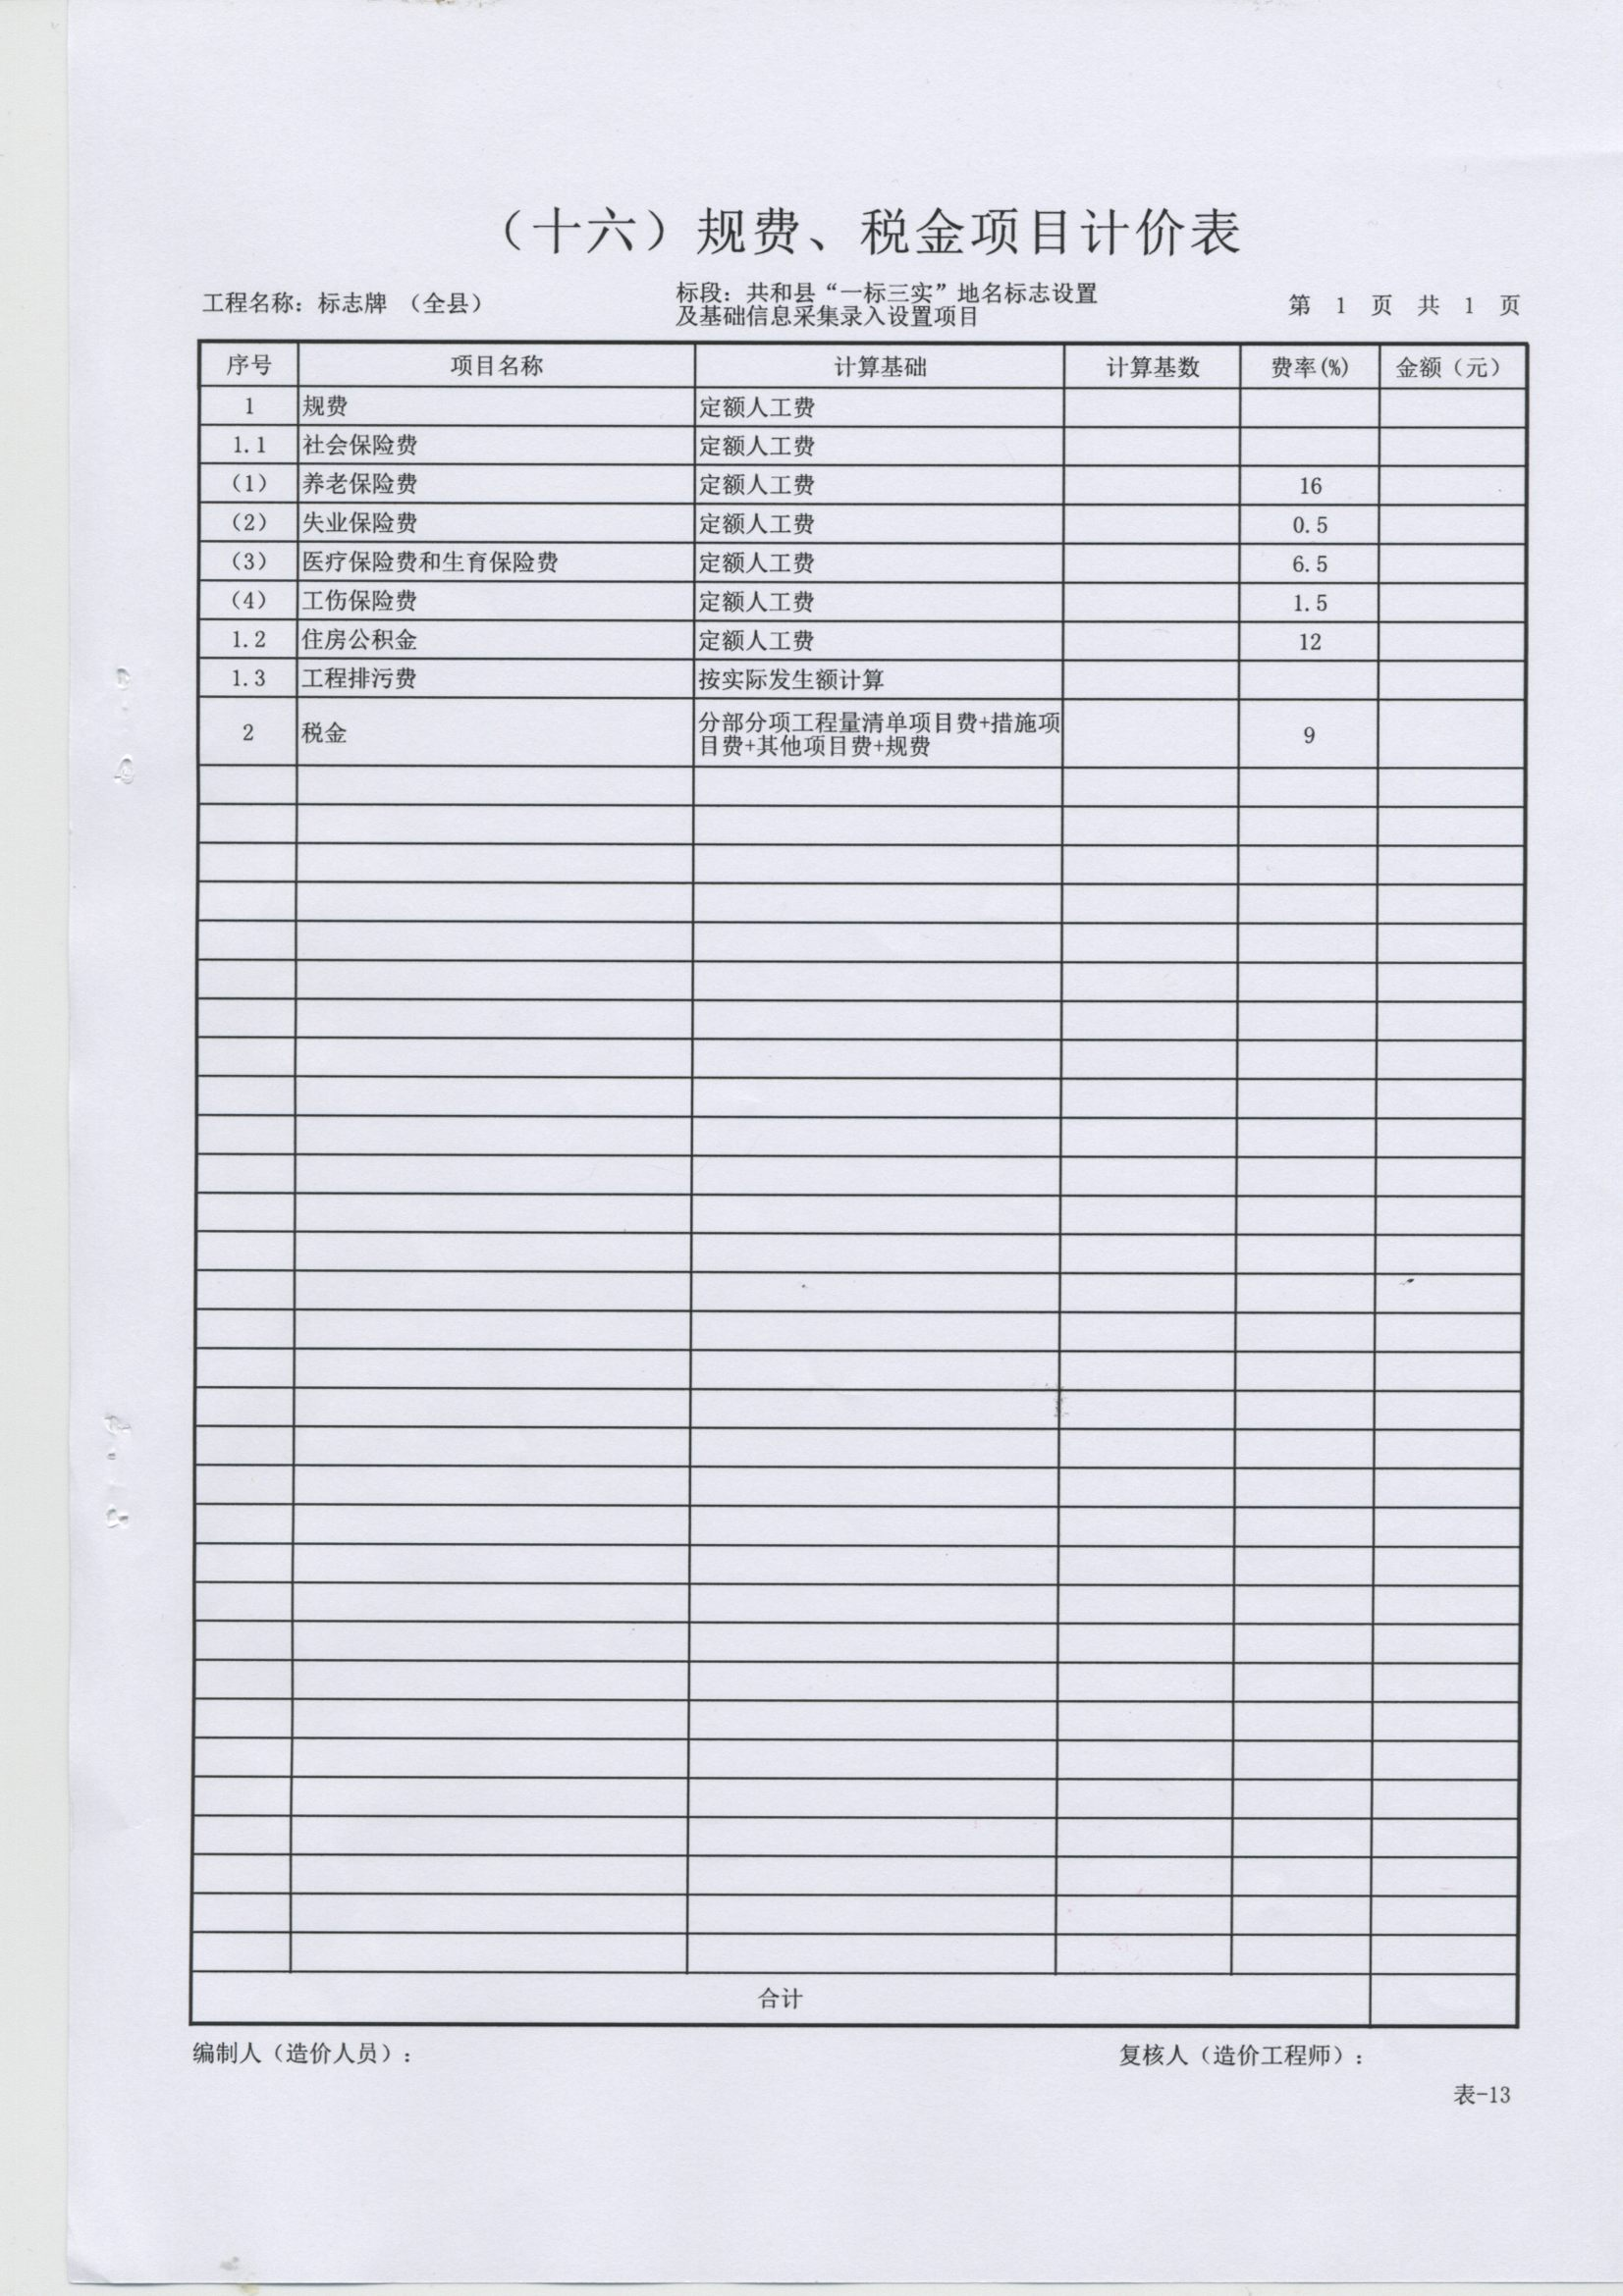 （十六）规费、税金项目计价表
工程名称：标志牌 （全县）
标段：共和县“一标三实”地名标志设置
及基础信息采集录入设置项目
第 1 页 共 1 页
序号 项目名称 计算基础 计算基数 费率(%) 金额（元）
1 规费 定额人工费
1.1 社会保险费 定额人工费
(1) 养老保险费 定额人工费 16
(2) 失业保险费 定额人工费 0.5
(3) 医疗保险费和生育保险费 定额人工费 6.5
(4) 工伤保险费 定额人工费 1.5
1.2 住房公积金 定额人工费 12
1.3 工程排污费 按实际发生额计算
2 税金 分部分项工程量清单项目费+措施项
目费+其他项目费+规费 9
合计
编制人（造价人员）： 复核人（造价工程师）：
表-13